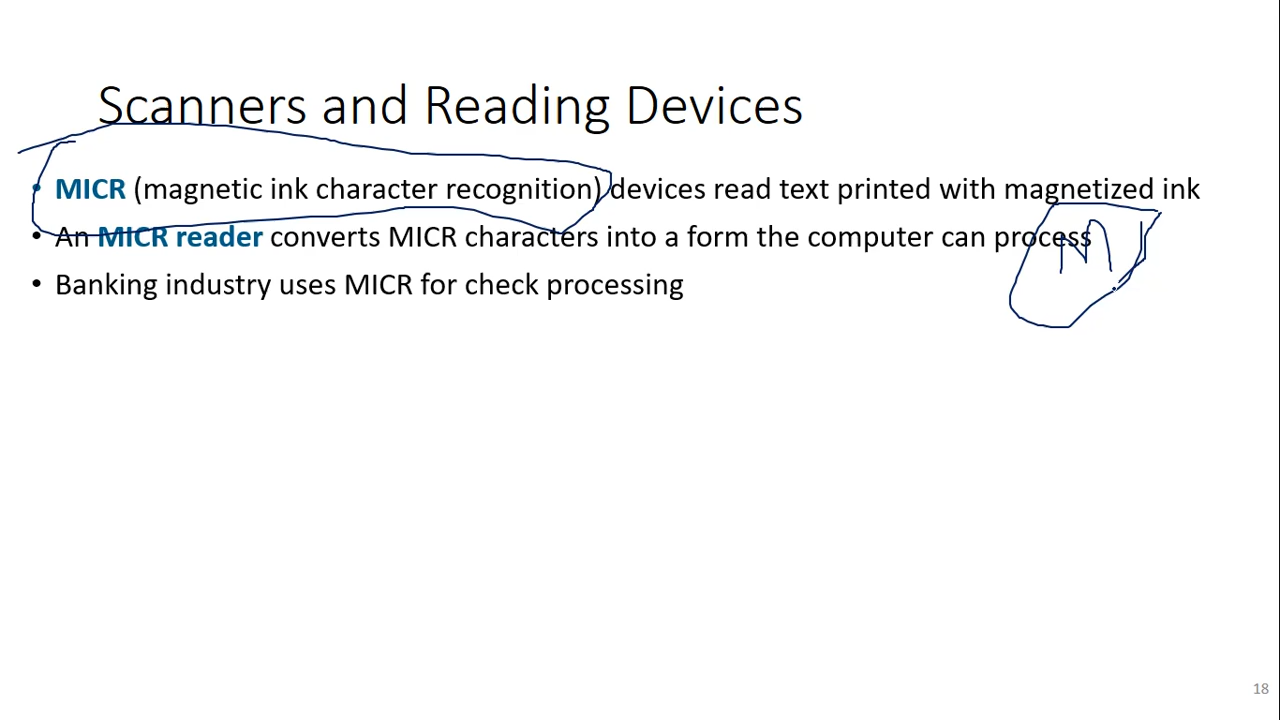 Scanners and Reading Devices
• MICR (magnetic ink character recognition) devices read text printed with magnetized ink
• An MICR reader converts MICR characters into a form the computer can process
• Banking industry uses MICR for check processing
M
18